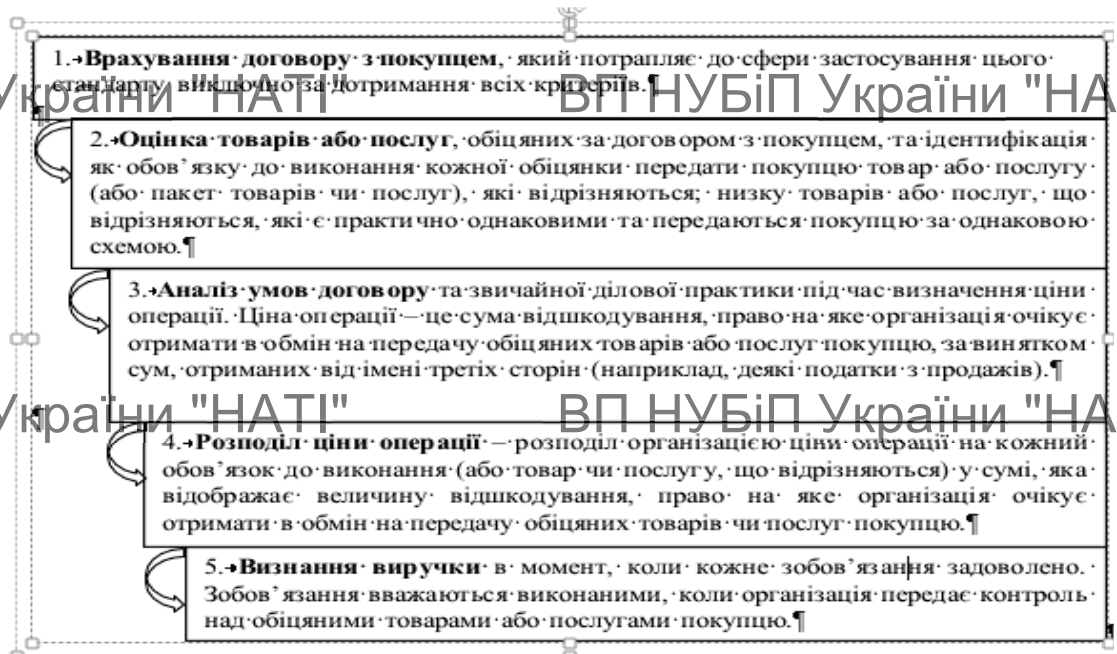 1. Врахування договору з покупцем, який потрапляє до сфери застосування цього
стандарту виключно за дотримання всіх критеріїв.¶
України "НАТІ" ВП НУБіП України "НА
2. Оцінка товарів або послуг, обіцяних за договором з покупцем, та ідентифікація
як обов’язку до виконання кожної обіцянки передати покупцю товар або послугу
(або пакет товарів чи послуг), які відрізняються; низку товарів або послуг, що
відрізняються, які є практично однаковими та передаються покупцю за однаковою
схемою.¶
3. Аналіз умов договору та звичайної ділової практики під час визначення ціни
операції. Ціна операції – це сума відшкодування, право на яке організація очікує
отримати в обмін на передачу обіцяних товарів або послуг покупцю, за винятком
сум, отриманих від імені третіх сторін (наприклад, деякі податки з продажів).¶
України "НАТІ" ВП НУБіП України "НА
4. Розподіл ціни операції – розподіл організацією ціни операції на кожний
обов’язок до виконання (або товар чи послугу, що відрізняються) у сумі, яка
відображає величину відшкодування, право на яке організація очікує
отримати в обмін на передачу обіцяних товарів чи послуг покупцю.¶
5. Визнання виручки в момент, коли кожне зобов’язання задоволено.
Зобов’язання вважаються виконаними, коли організація передає контроль
над обіцяними товарами або послугами покупцю.¶